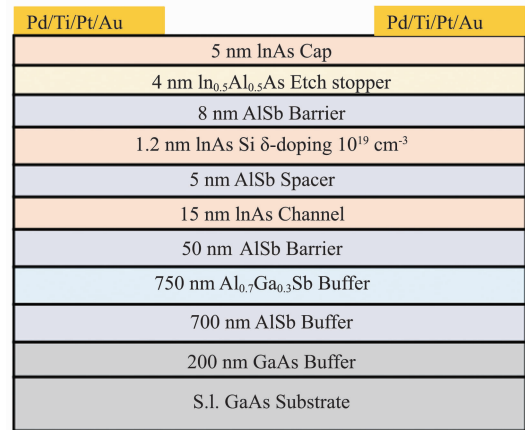 Pd/Ti/Pt/Au Pd/Ti/Pt/Au
5 nm lnAs Cap
4 nm ln₀.₅Al₀.₅As Etch stopper
8 nm AlSb Barrier
1.2 nm lnAs Si δ-doping 10¹⁹ cm⁻³
5 nm AlSb Spacer
15 nm lnAs Channel
50 nm AlSb Barrier
750 nm Al₀.₇Ga₀.₃Sb Buffer
700 nm AlSb Buffer
200 nm GaAs Buffer
S.l. GaAs Substrate